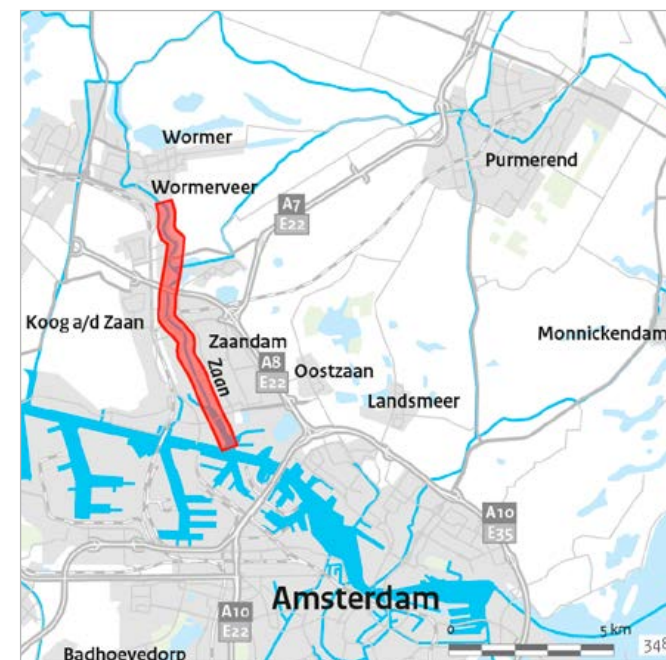 Wormer
Purmerend
Wormerveer
A7
E22
Koog a/d Zaan
Zaandam
Monnickendam
Zaan
A8
E22
Oostzaan
Landsmeer
A10
E35
Amsterdam
A10
E22
0 5 km
348
Badhoevedorp